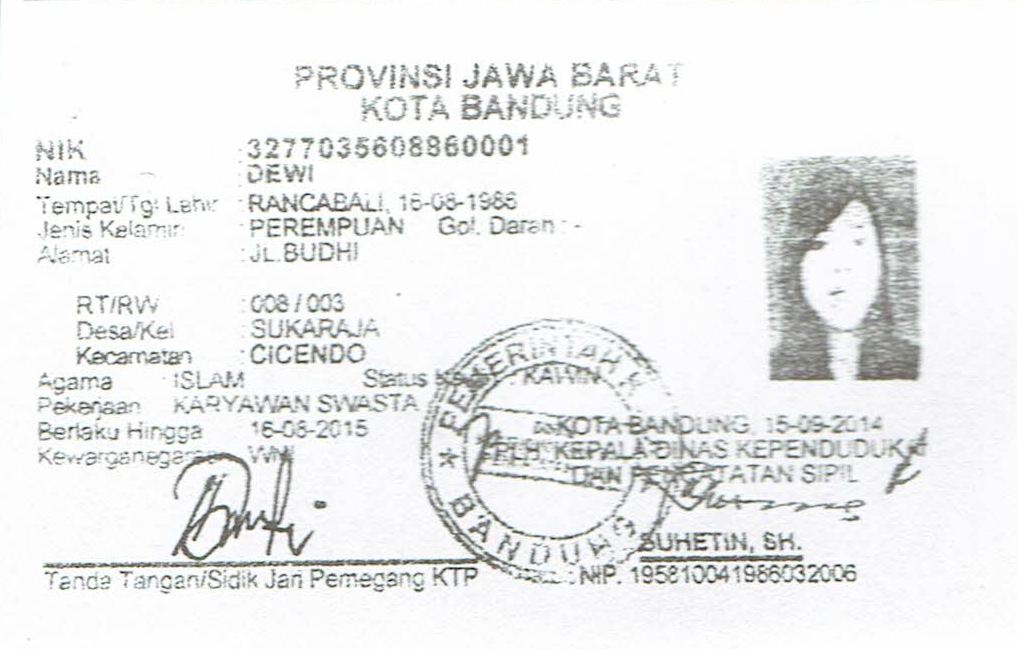 PROVINSI JAWA BARAT
KOTA BANDUNG
NIK : 3277035608860001
Nama : DEWI
Tempat/Tgl Lahir : RANCABALI, 16-08-1986
Jenis Kelamin : PEREMPUAN Gol. Darah : -
Alamat : JL.BUDHI
RT/RW : 008 / 003
Desa/Kel : SUKARAJA
Kecamatan : CICENDO
Agama : ISLAM Status : KAWIN
Pekerjaan KARYAWAN SWASTA
Berlaku Hingga 16-08-2015
Kewarganegaraan WNI
KOTA BANDUNG, 15-09-2014
PLH. KEPALA DINAS KEPENDUDUKAN
DAN PENCATATAN SIPIL
SUHETIN, SH.
NIP. 195810041986032006
Tanda Tangan/Sidik Jari Pemegang KTP
PEMERINTAH
BANDUNG